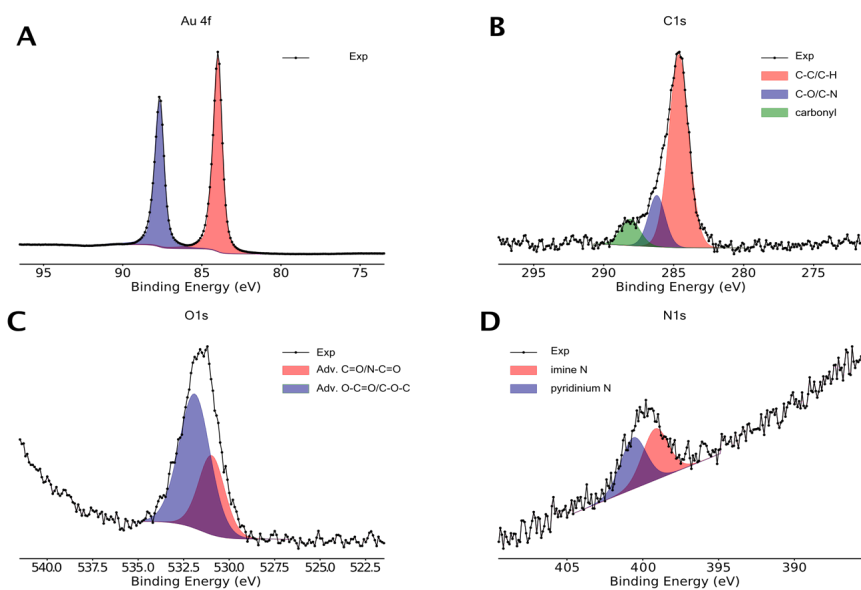 A
Au 4f
Exp
95 90 85 80 75
Binding Energy (eV)
B
C1s
Exp
C-C/C-H
C-O/C-N
carbonyl
295 290 285 280 275
Binding Energy (eV)
C
O1s
Exp
Adv. C=O/N-C=O
Adv. O-C=O/C-O-C
540.0 537.5 535.0 532.5 530.0 527.5 525.0 522.5
Binding Energy (eV)
D
N1s
Exp
imine N
pyridinium N
405 400 395 390
Binding Energy (eV)